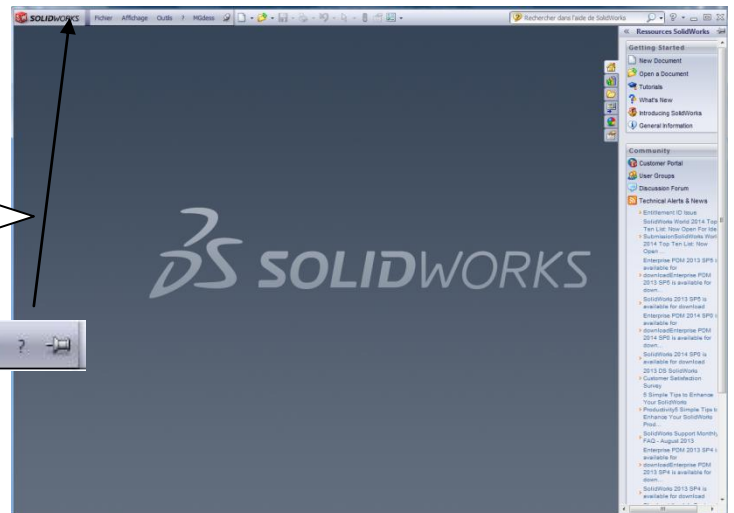 SOLIDWORKS Fichier Affichage Outils ? MGdess Rechercher dans l'aide de SolidWorks ?
Ressources SolidWorks
Getting Started
New Document
Open a Document
Tutorials
What's New
Introducing SolidWorks
General Information
Community
Customer Portal
User Groups
Discussion Forum
Technical Alerts & News
Entitlement ID Issue
SolidWorks World 2014 Top
Ten List: Now Open For Ide
SubmissionSolidWorks Worl
2014 Top Ten List: Now
Open ...
Enterprise PDM 2013 SP5 i
available for
downloadEnterprise PDM
2013 SP5 is available for
down...
SolidWorks 2013 SP5 is
available for download
Enterprise PDM 2014 SP0 i
available for
downloadEnterprise PDM
2014 SP0 is available for
down...
SolidWorks 2014 SP0 is
available for download
2013 DS SolidWorks
Customer Satisfaction
Survey
5 Simple Tips to Enhance
Your SolidWorks
Productivity5 Simple Tips to
Enhance Your SolidWorks
Prod...
SolidWorks Support Monthly
FAQ - August 2013
Enterprise PDM 2013 SP4 i
available for
downloadEnterprise PDM
2013 SP4 is available for
down...
SolidWorks 2013 SP4 is
available for download
SOLIDWORKS
?